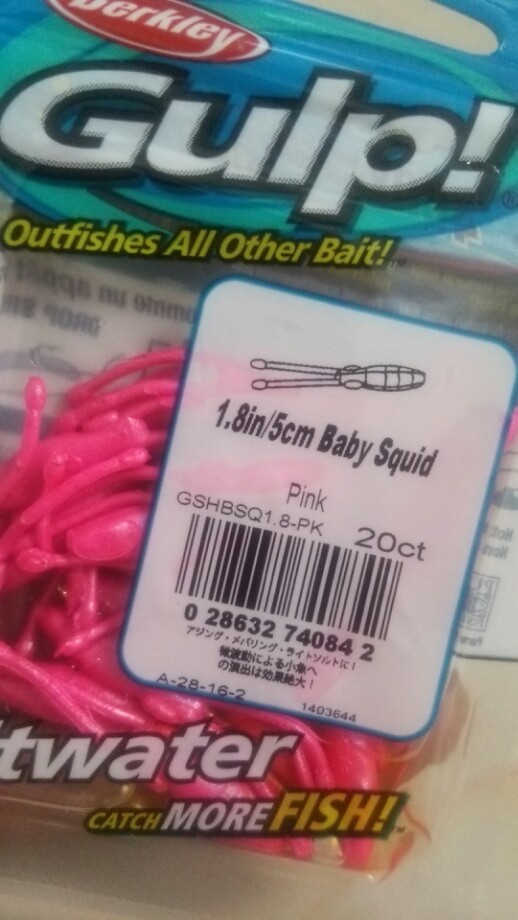 Berkley
Gulp!
®
Outfishes All Other Bait!™
1.8in/5cm Baby Squid
Pink
GSHBSQ1.8-PK
20ct
0 28632 74084 2
アジング・メバリング・ライトソルトに!
微波動による小魚へ
の演出は効果絶大!
A-28-16-2
1403644
twater
CATCH MORE FISH!™